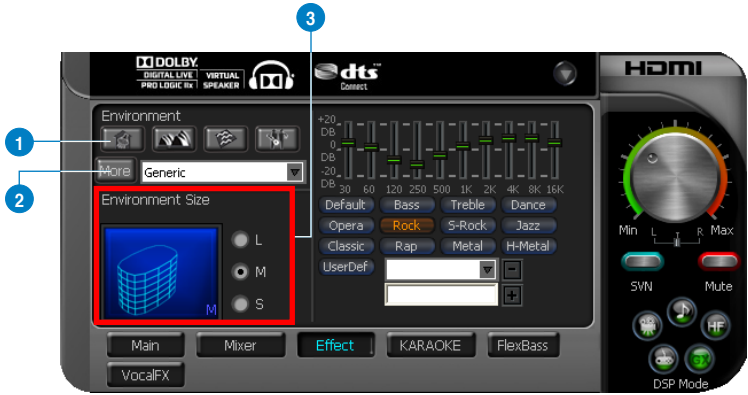 3
DOLBY.
DIGITAL LIVE
PRO LOGIC IIx
VIRTUAL
SPEAKER
dts
Connect
HDMI
Environment
1
More
Generic
2
Environment Size
L
M
S
M
+20
DB
0
DB
-20
DB
30 60 120 250 500 1K 2K 4K 8K 16K
Default Bass Treble Dance
Opera Rock S-Rock Jazz
Classic Rap Metal H-Metal
UserDef
Min L R Max
SVN Mute
HF
GX
DSP Mode
Main Mixer Effect KARAOKE FlexBass
VocalFX